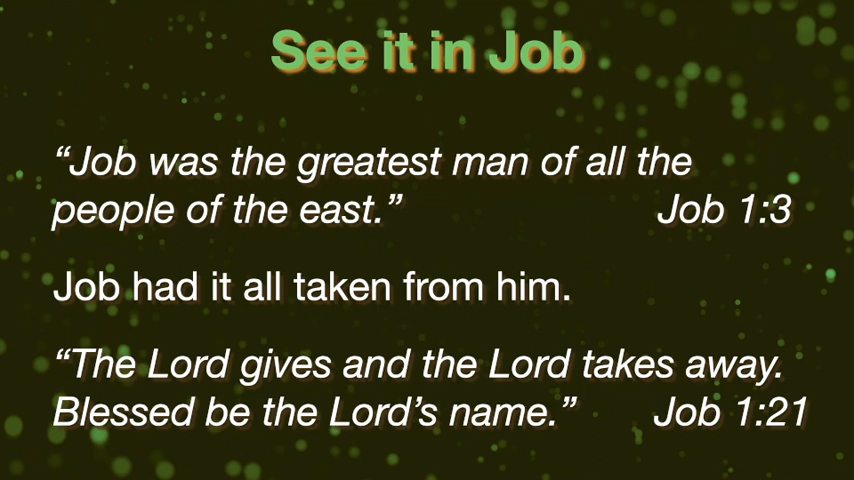 See it in Job
“Job was the greatest man of all the
people of the east.” Job 1:3
Job had it all taken from him.
“The Lord gives and the Lord takes away.
Blessed be the Lord’s name.” Job 1:21